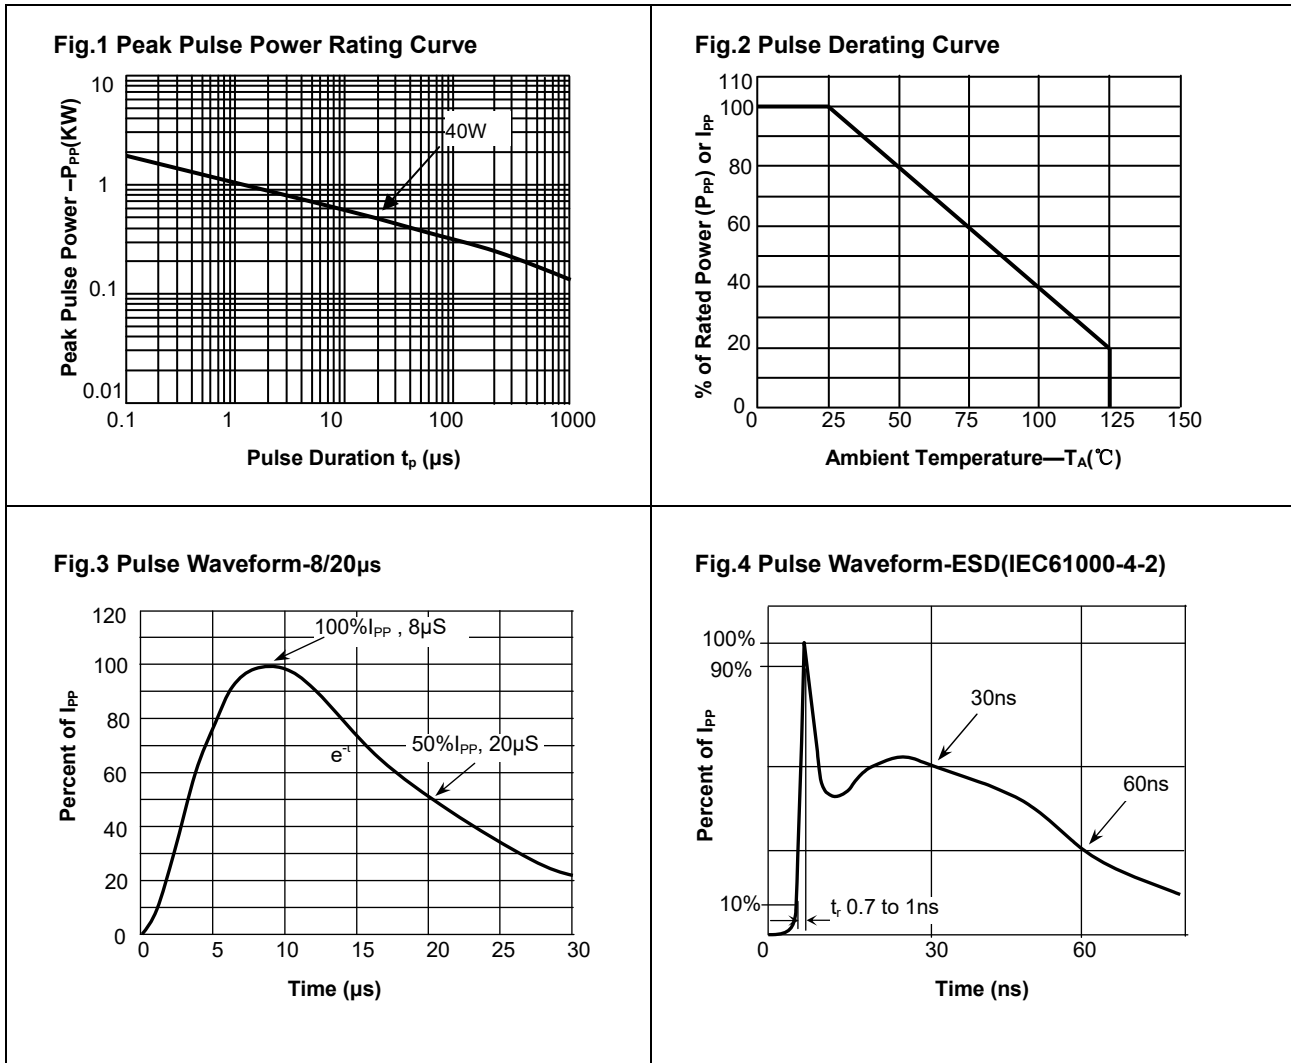 Fig.1 Peak Pulse Power Rating Curve
Peak Pulse Power –PPP(KW)
10
1
0.1
0.01
40W
0.1 1 10 100 1000
Pulse Duration tp (µs)
Fig.2 Pulse Derating Curve
% of Rated Power (PPP) or IPP
110
100
80
60
40
20
0
0 25 50 75 100 125 150
Ambient Temperature—TA(℃)
Fig.3 Pulse Waveform-8/20µs
Percent of IPP
120
100
80
60
40
20
0
100%IPP , 8µS
e-t
50%IPP, 20µS
0 5 10 15 20 25 30
Time (µs)
Fig.4 Pulse Waveform-ESD(IEC61000-4-2)
Percent of IPP
100%
90%
10%
30ns
60ns
tr 0.7 to 1ns
0 30 60
Time (ns)